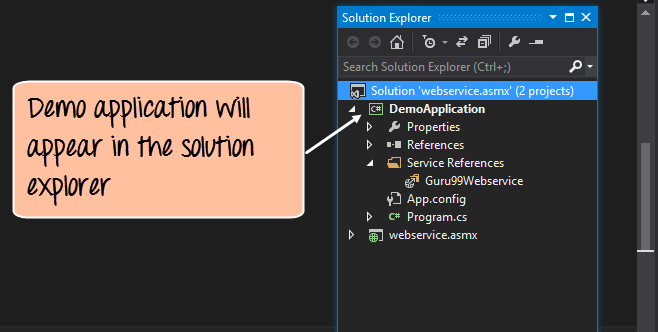 Solution Explorer
Search Solution Explorer (Ctrl+;)
Solution 'webservice.asmx' (2 projects)
C# DemoApplication
Properties
References
Service References
Guru99Webservice
App.config
C# Program.cs
webservice.asmx
Demo application will
appear in the solution
explorer